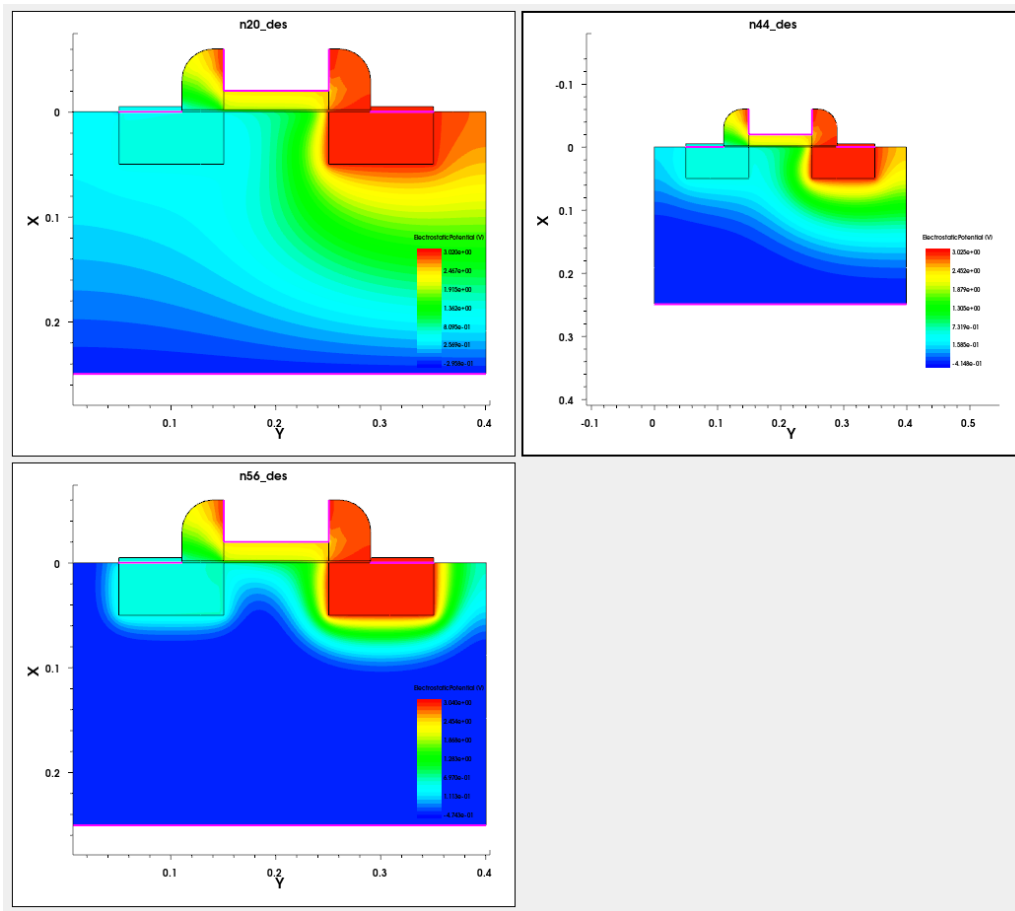 n20_des
0
0.1
0.2
X
0.1
0.2
0.3
0.4
Y
ElectrostaticPotential (V)
3.020e+00
2.467e+00
1.915e+00
1.362e+00
8.095e-01
2.569e-01
n44_des
-0.1
0
0.1
0.2
0.3
0.4
X
-0.1
0
0.1
0.2
0.3
0.4
0.5
Y
ElectrostaticPotential (V)
3.025e+00
2.452e+00
1.879e+00
1.305e+00
7.319e-01
1.585e-01
-4.148e-01
n56_des
0
0.1
0.2
X
0.1
0.2
0.3
0.4
Y
ElectrostaticPotential (V)